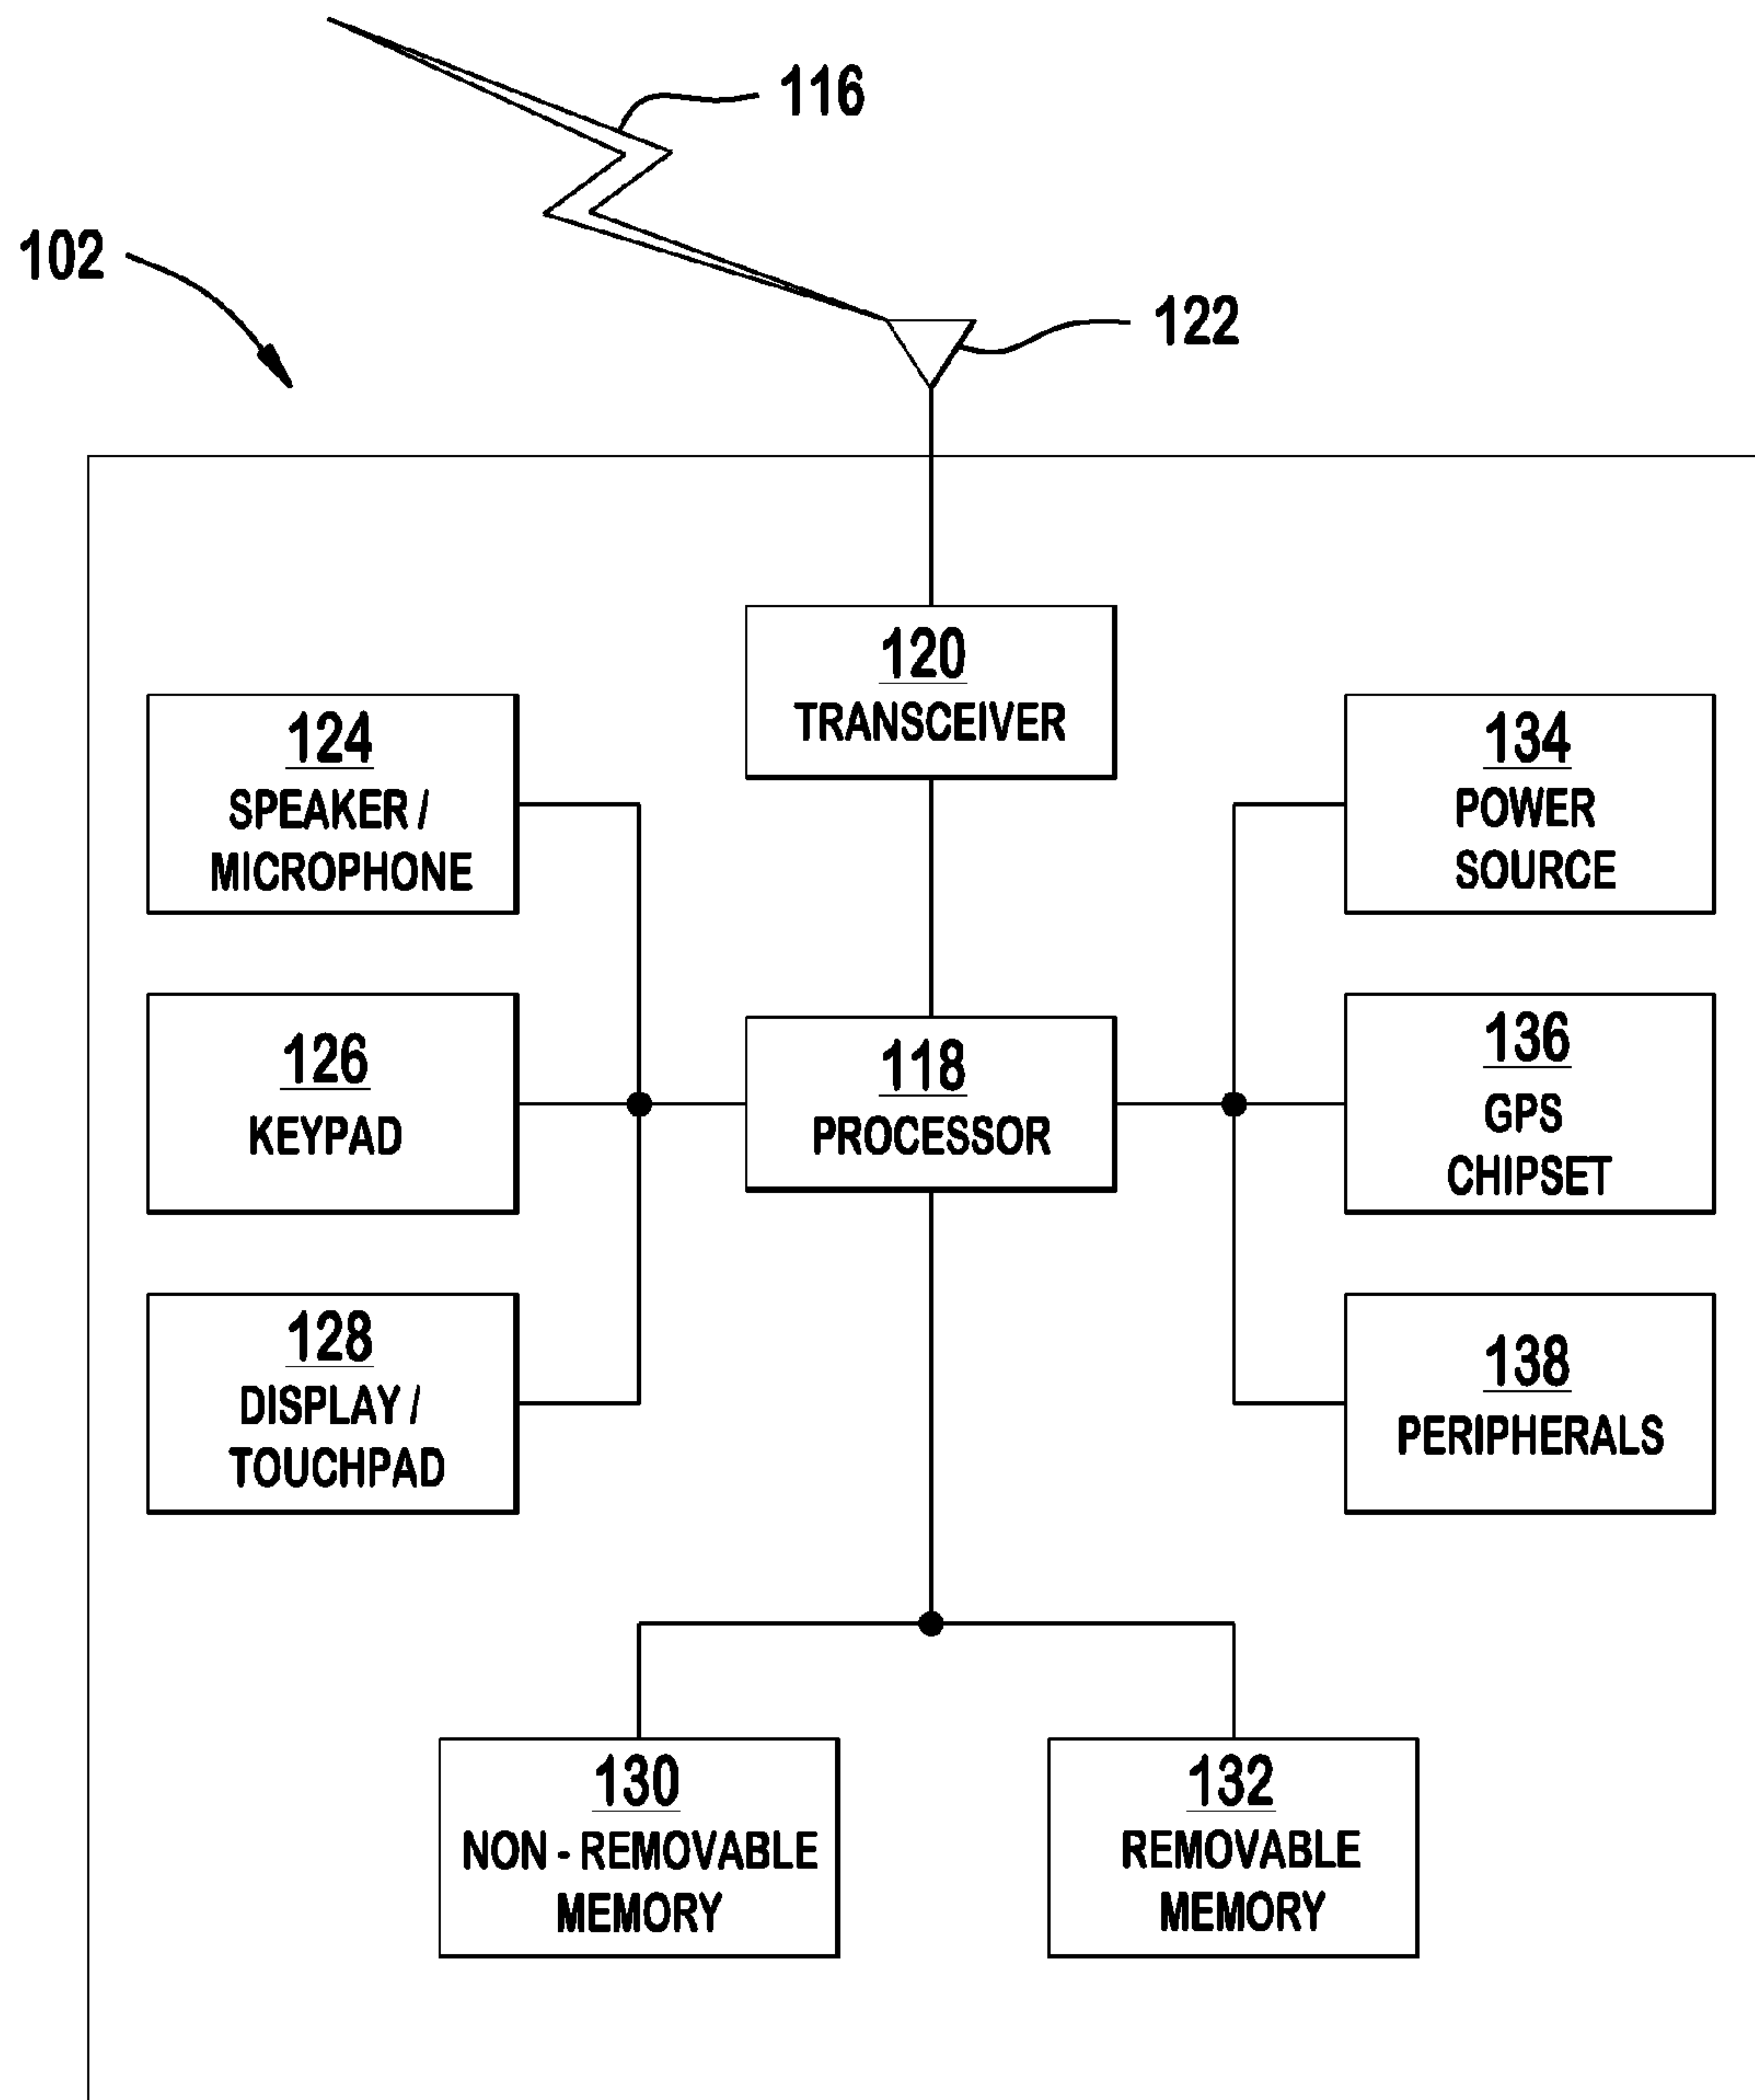 116
102
122
120
TRANSCEIVER
124
SPEAKER /
MICROPHONE
134
POWER
SOURCE
126
KEYPAD
118
PROCESSOR
136
GPS
CHIPSET
128
DISPLAY /
TOUCHPAD
138
PERIPHERALS
130
NON - REMOVABLE
MEMORY
132
REMOVABLE
MEMORY